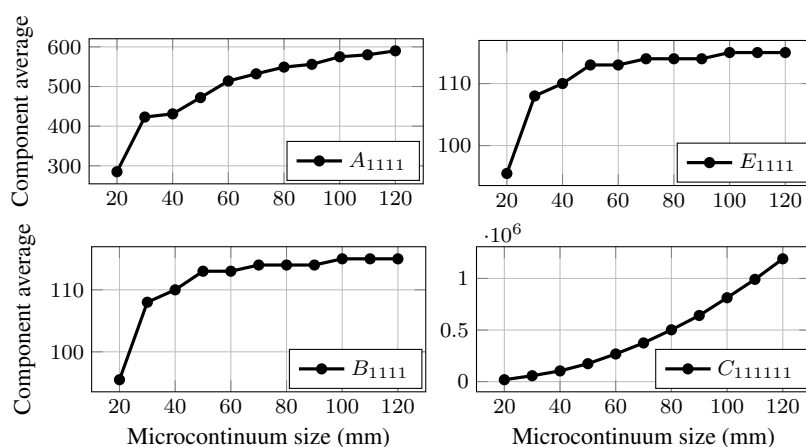 Component average
600
500
400
300
A1111
20 40 60 80 100 120
110
100
E1111
20 40 60 80 100 120
Component average
110
100
B1111
20 40 60 80 100 120
Microcontinuum size (mm)
·10^6
1
0.5
0
C111111
20 40 60 80 100 120
Microcontinuum size (mm)